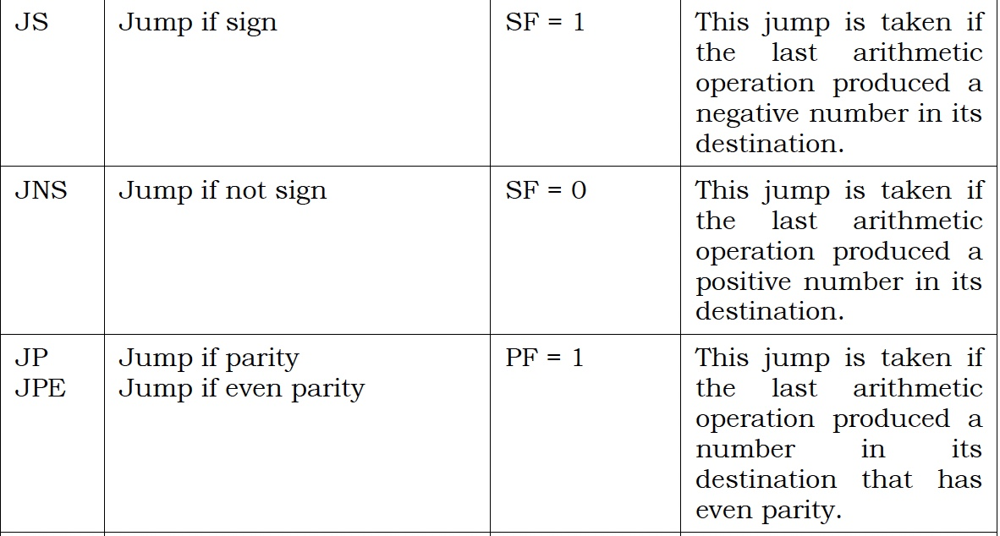 JS
Jump if sign
SF = 1
This jump is taken if
the last arithmetic
operation produced a
negative number in its
destination.
JNS
Jump if not sign
SF = 0
This jump is taken if
the last arithmetic
operation produced a
positive number in its
destination.
JP
JPE
Jump if parity
Jump if even parity
PF = 1
This jump is taken if
the last arithmetic
operation produced a
number in its
destination that has
even parity.